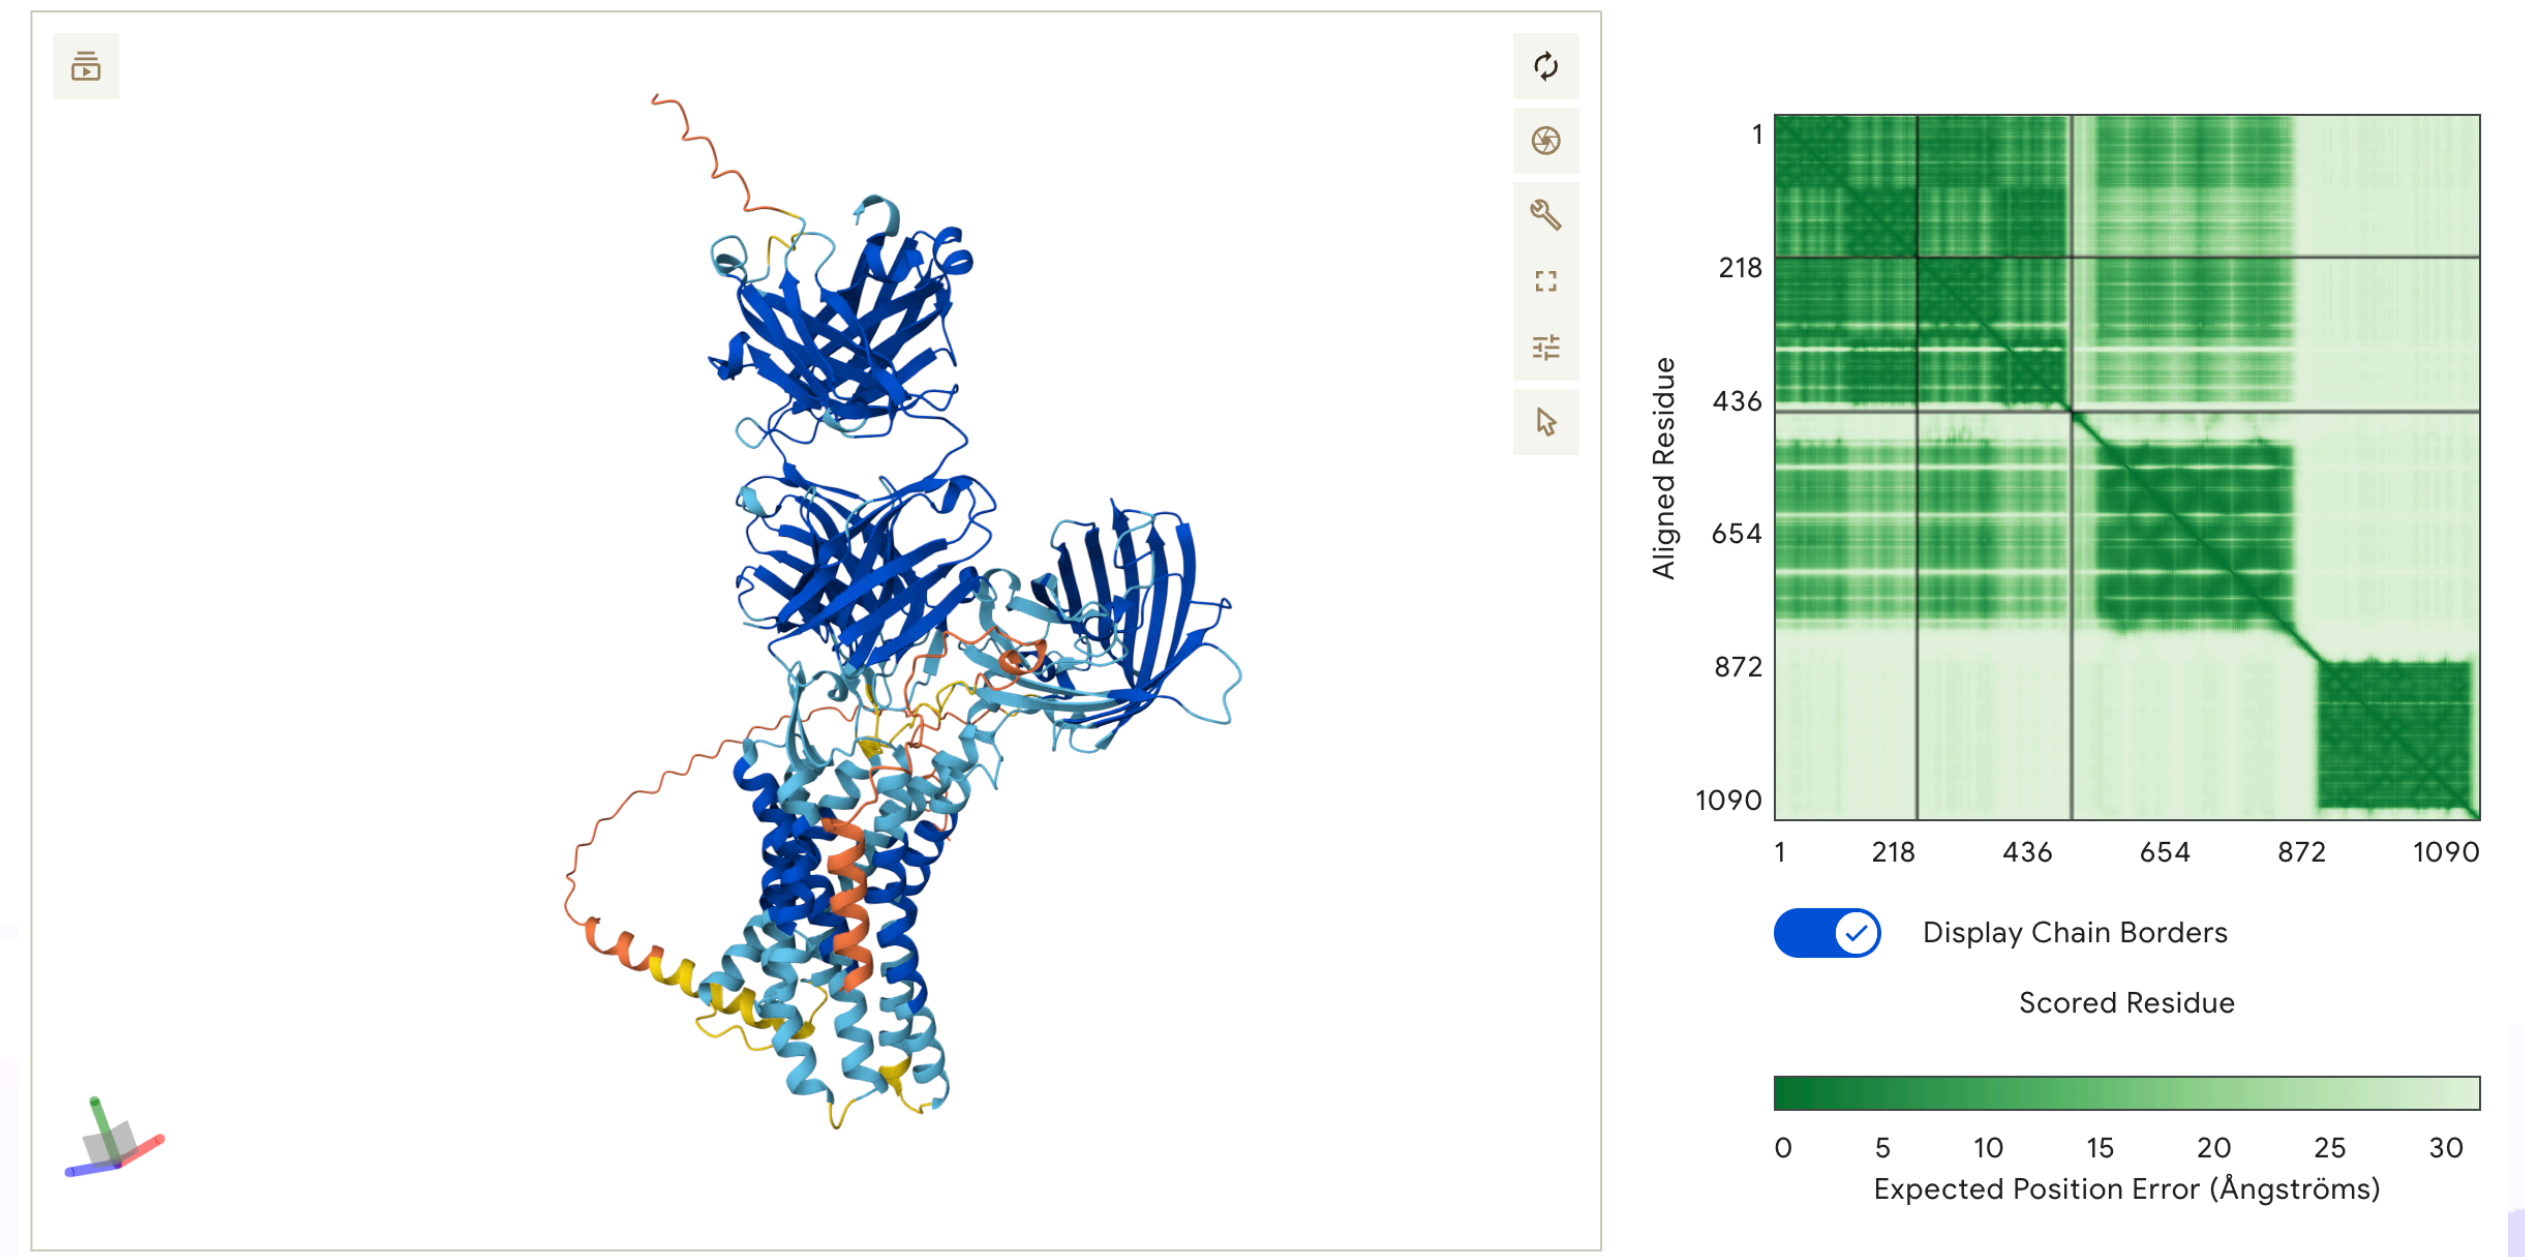 Aligned Residue
1
218
436
654
872
1090
1 218 436 654 872 1090
Display Chain Borders
Scored Residue
0 5 10 15 20 25 30
Expected Position Error (Ångströms)